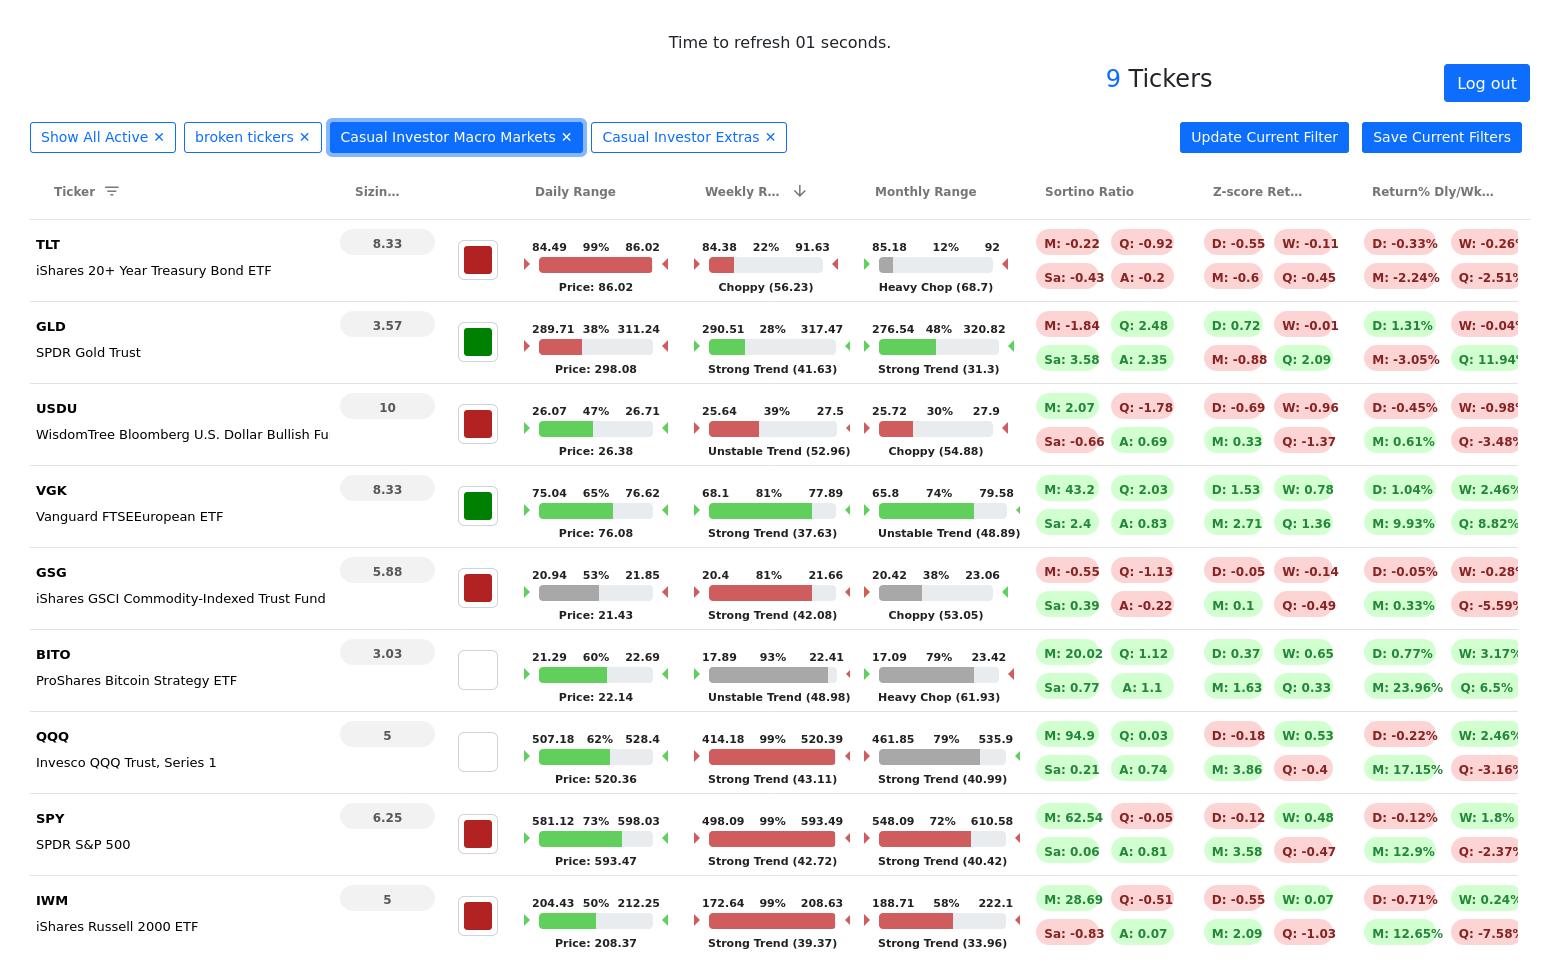 Time to refresh 01 seconds.
9 Tickers
Log out
Show All Active ✕ broken tickers ✕ Casual Investor Macro Markets ✕ Casual Investor Extras ✕ Update Current Filter Save Current Filters
Ticker Sizin... Daily Range Weekly R... Monthly Range Sortino Ratio Z-score Ret... Return% Dly/Wk...
TLT 8.33 84.49 99% 86.02 84.38 22% 91.63 85.18 12% 92 M: -0.22 Q: -0.92 D: -0.55 W: -0.11 D: -0.33% W: -0.26%
iShares 20+ Year Treasury Bond ETF Price: 86.02 Choppy (56.23) Heavy Chop (68.7) Sa: -0.43 A: -0.2 M: -0.6 Q: -0.45 M: -2.24% Q: -2.51%
GLD 3.57 289.71 38% 311.24 290.51 28% 317.47 276.54 48% 320.82 M: -1.84 Q: 2.48 D: 0.72 W: -0.01 D: 1.31% W: -0.04%
SPDR Gold Trust Price: 298.08 Strong Trend (41.63) Strong Trend (31.3) Sa: 3.58 A: 2.35 M: -0.88 Q: 2.09 M: -3.05% Q: 11.94%
USDU 10 26.07 47% 26.71 25.64 39% 27.5 25.72 30% 27.9 M: 2.07 Q: -1.78 D: -0.69 W: -0.96 D: -0.45% W: -0.98%
WisdomTree Bloomberg U.S. Dollar Bullish Fu Price: 26.38 Unstable Trend (52.96) Choppy (54.88) Sa: -0.66 A: 0.69 M: 0.33 Q: -1.37 M: 0.61% Q: -3.48%
VGK 8.33 75.04 65% 76.62 68.1 81% 77.89 65.8 74% 79.58 M: 43.2 Q: 2.03 D: 1.53 W: 0.78 D: 1.04% W: 2.46%
Vanguard FTSEEuropean ETF Price: 76.08 Strong Trend (37.63) Unstable Trend (48.89) Sa: 2.4 A: 0.83 M: 2.71 Q: 1.36 M: 9.93% Q: 8.82%
GSG 5.88 20.94 53% 21.85 20.4 81% 21.66 20.42 38% 23.06 M: -0.55 Q: -1.13 D: -0.05 W: -0.14 D: -0.05% W: -0.28%
iShares GSCI Commodity-Indexed Trust Fund Price: 21.43 Strong Trend (42.08) Choppy (53.05) Sa: 0.39 A: -0.22 M: 0.1 Q: -0.49 M: 0.33% Q: -5.59%
BITO 3.03 21.29 60% 22.69 17.89 93% 22.41 17.09 79% 23.42 M: 20.02 Q: 1.12 D: 0.37 W: 0.65 D: 0.77% W: 3.17%
ProShares Bitcoin Strategy ETF Price: 22.14 Unstable Trend (48.98) Heavy Chop (61.93) Sa: 0.77 A: 1.1 M: 1.63 Q: 0.33 M: 23.96% Q: 6.5%
QQQ 5 507.18 62% 528.4 414.18 99% 520.39 461.85 79% 535.9 M: 94.9 Q: 0.03 D: -0.18 W: 0.53 D: -0.22% W: 2.46%
Invesco QQQ Trust, Series 1 Price: 520.36 Strong Trend (43.11) Strong Trend (40.99) Sa: 0.21 A: 0.74 M: 3.86 Q: -0.4 M: 17.15% Q: -3.16%
SPY 6.25 581.12 73% 598.03 498.09 99% 593.49 548.09 72% 610.58 M: 62.54 Q: -0.05 D: -0.12 W: 0.48 D: -0.12% W: 1.8%
SPDR S&P 500 Price: 593.47 Strong Trend (42.72) Strong Trend (40.42) Sa: 0.06 A: 0.81 M: 3.58 Q: -0.47 M: 12.9% Q: -2.37%
IWM 5 204.43 50% 212.25 172.64 99% 208.63 188.71 58% 222.1 M: 28.69 Q: -0.51 D: -0.55 W: 0.07 D: -0.71% W: 0.24%
iShares Russell 2000 ETF Price: 208.37 Strong Trend (39.37) Strong Trend (33.96) Sa: -0.83 A: 0.07 M: 2.09 Q: -1.03 M: 12.65% Q: -7.58%